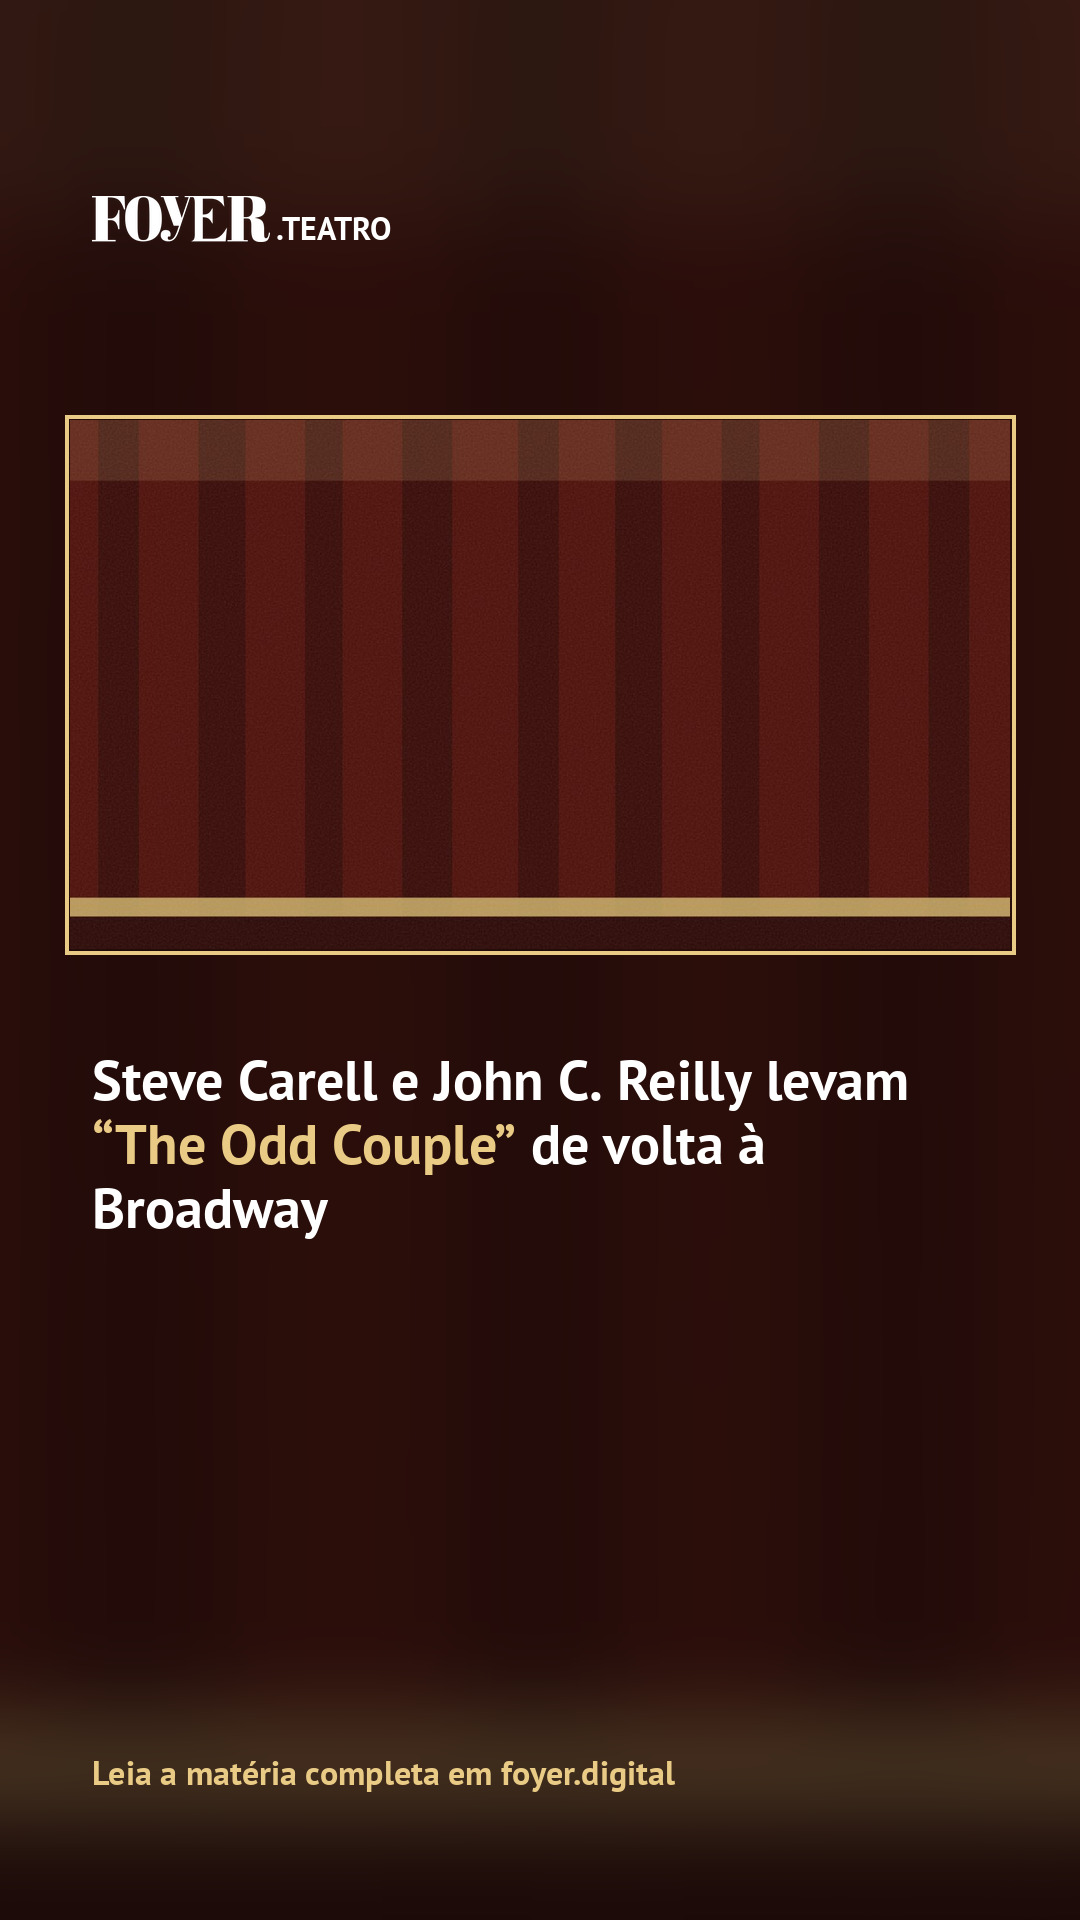 FOYER.TEATRO
Steve Carell e John C. Reilly levam
“The Odd Couple” de volta à
Broadway
Leia a matéria completa em foyer.digital